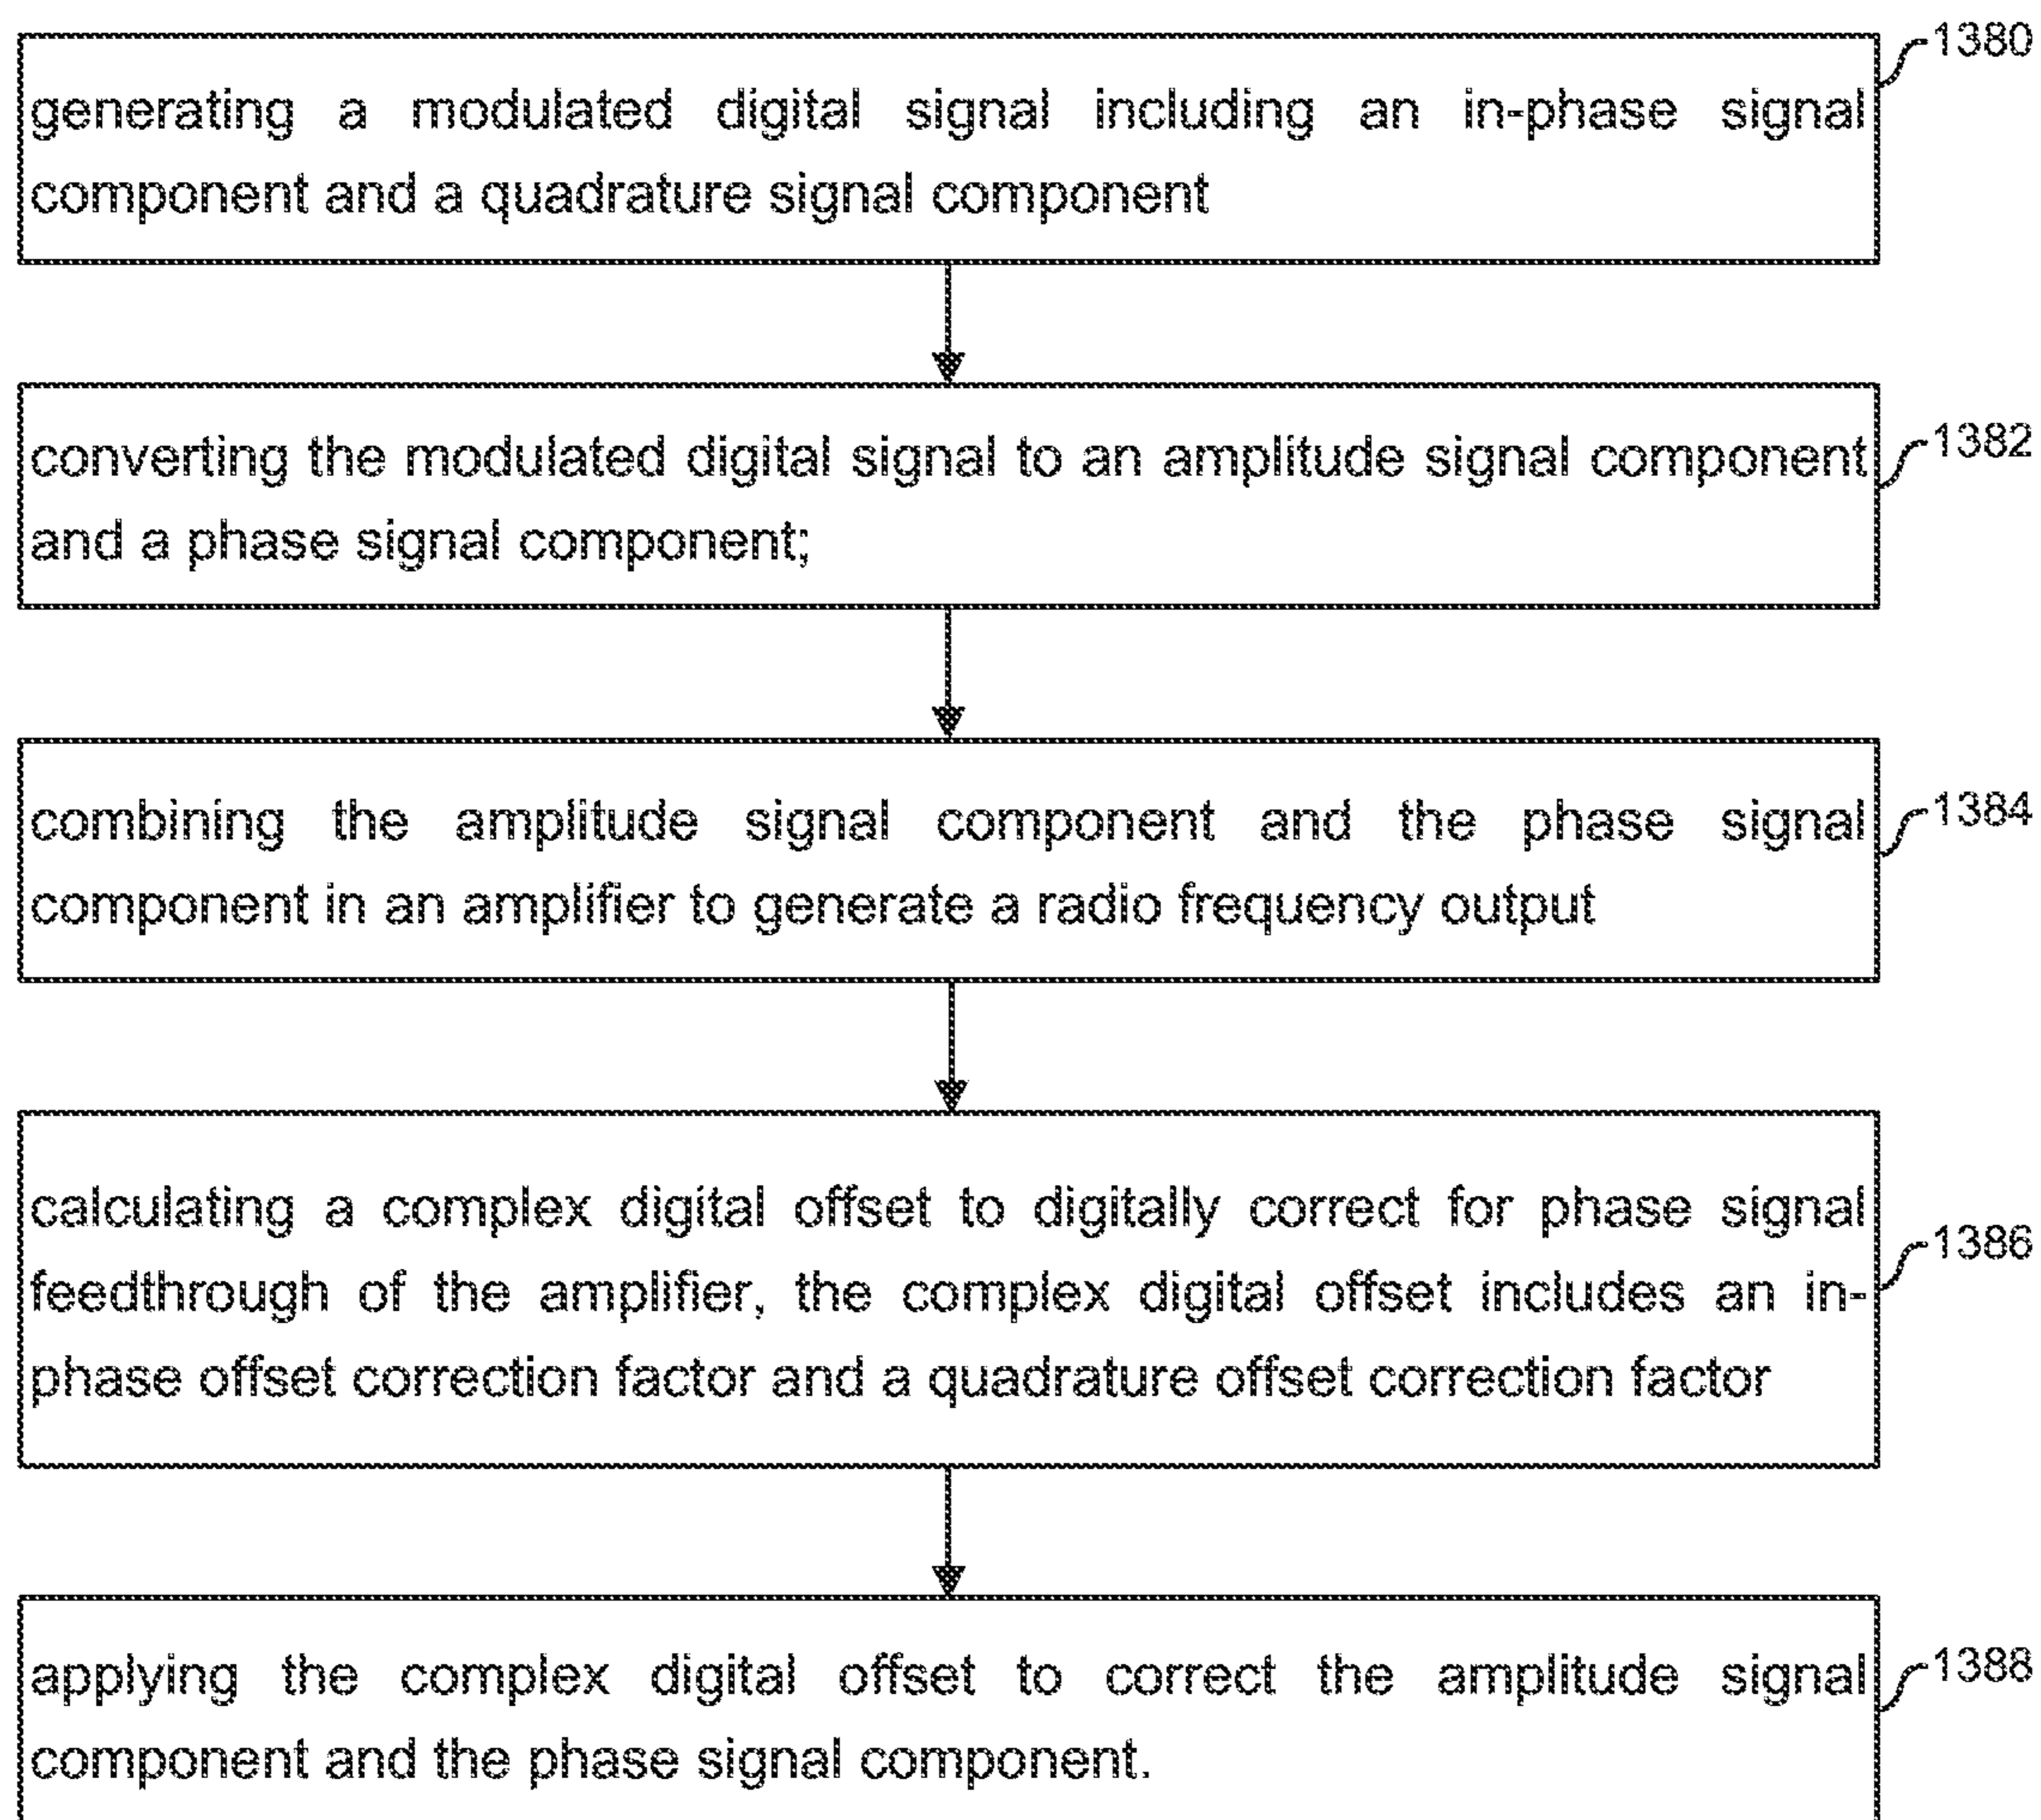 1380
generating a modulated digital signal including an in-phase signal
component and a quadrature signal component
1382
converting the modulated digital signal to an amplitude signal component
and a phase signal component;
1384
combining the amplitude signal component and the phase signal
component in an amplifier to generate a radio frequency output
1386
calculating a complex digital offset to digitally correct for phase signal
feedthrough of the amplifier, the complex digital offset includes an in-
phase offset correction factor and a quadrature offset correction factor
1388
applying the complex digital offset to correct the amplitude signal
component and the phase signal component.